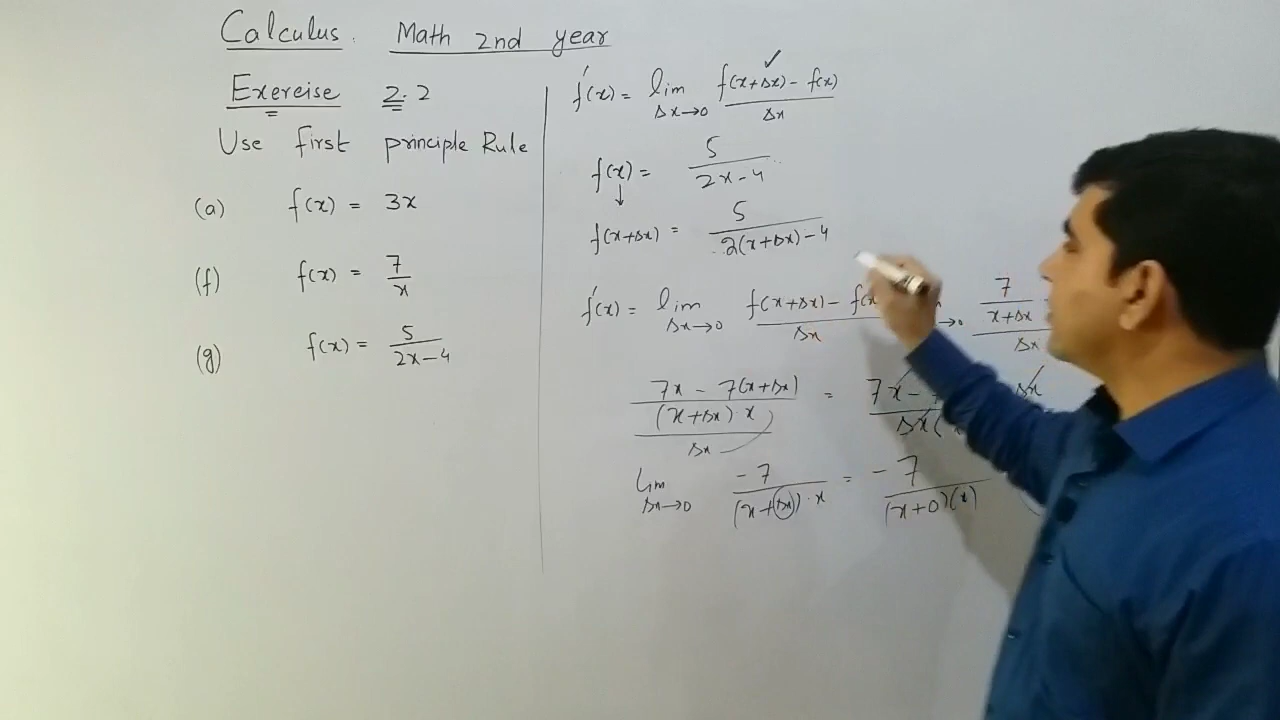 Calculus. Math 2nd year
Exercise 2.2
Use first principle Rule
(a) f(x) = 3x
(f) f(x) = 7/x
(g) f(x) = 5/(2x-4)
f'(x) = lim Δx→0 (f(x+Δx) - f(x))/Δx
f(x) = 5/(2x-4)
↓
f(x+Δx) = 5/(2(x+Δx)-4)
f'(x) = lim Δx→0 (f(x+Δx) - f(x))/Δx
7/(x+Δx)
Δx
(7x - 7(x+Δx))/((x+Δx) x)/Δx = 7x -
lim Δx→0 -7/((x+Δx)·x) = -7/((x+0)(x))